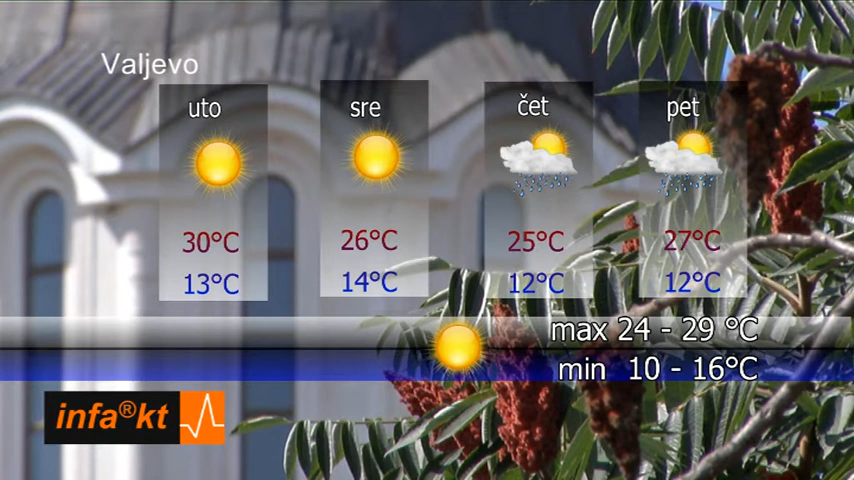 Valjevo
uto sre čet pet
30°C 26°C 25°C 27°C
13°C 14°C 12°C 12°C
max 24 - 29 °C
min 10 - 16°C
infa®kt